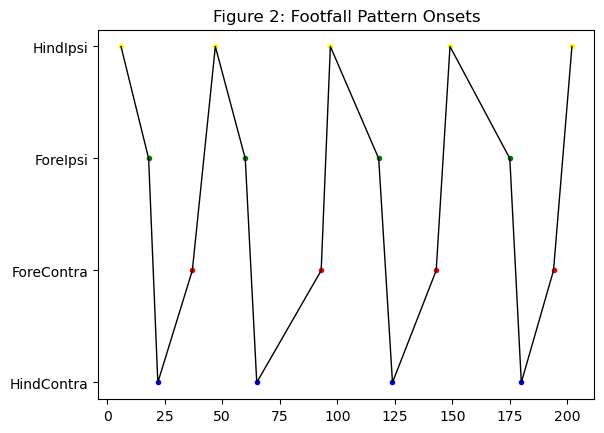 Figure 2: Footfall Pattern Onsets
HindIpsi
ForeIpsi
ForeContra
HindContra
0 25 50 75 100 125 150 175 200